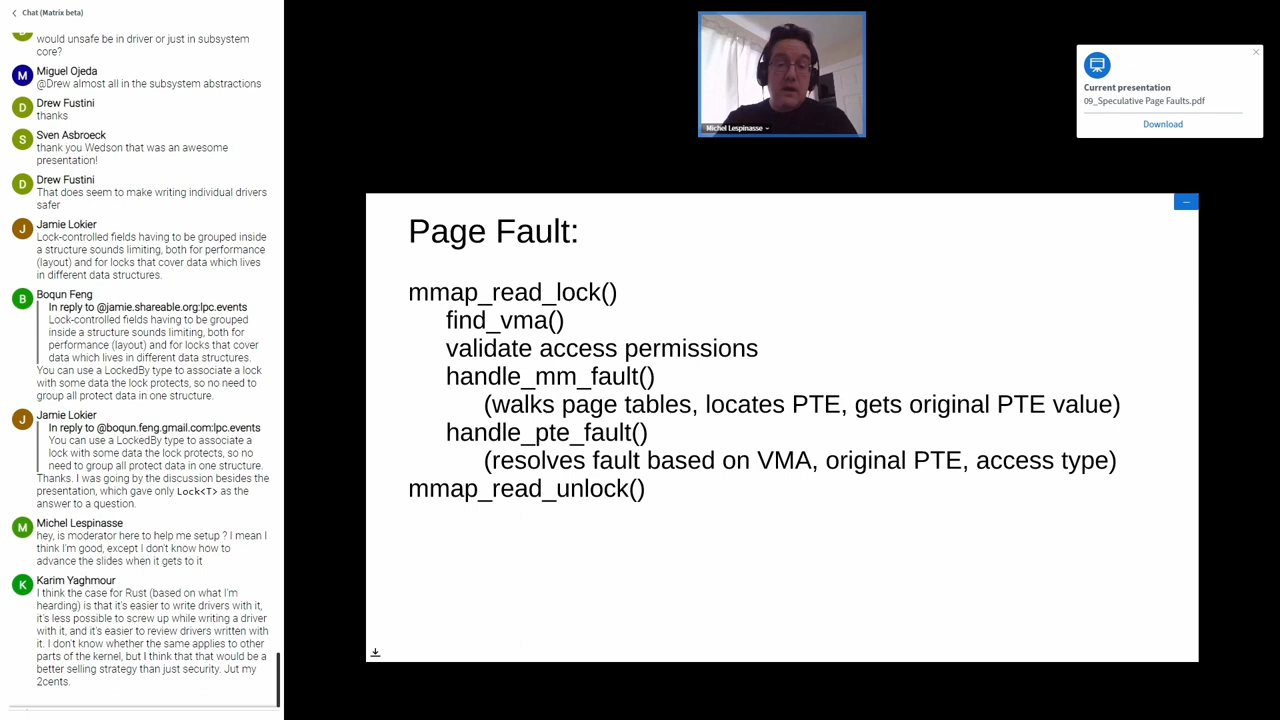 Chat (Matrix beta)
would unsafe be in driver or just in subsystem
core?
Miguel Ojeda
@Drew almost all in the subsystem abstractions
Drew Fustini
thanks
Sven Asbroeck
thank you Wedson that was an awesome
presentation!
Drew Fustini
That does seem to make writing individual drivers
safer
Jamie Lokier
Lock-controlled fields having to be grouped inside
a structure sounds limiting, both for performance
(layout) and for locks that cover data which lives
in different data structures.
Boqun Feng
In reply to @jamie.shareable.org:lpc.events
Lock-controlled fields having to be grouped
inside a structure sounds limiting, both for
performance (layout) and for locks that cover
data which lives in different data structures.
You can use a LockedBy type to associate a lock
with some data the lock protects, so no need to
group all protect data in one structure.
Jamie Lokier
In reply to @boqun.feng.gmail.com:lpc.events
You can use a LockedBy type to associate a
lock with some data the lock protects, so no
need to group all protect data in one structure.
Thanks. I was going by the discussion besides the
presentation, which gave only Lock<T> as the
answer to a question.
Michel Lespinasse
hey, is moderator here to help me setup ? I mean I
think I'm good, except I don't know how to
advance the slides when it gets to it
Karim Yaghmour
I think the case for Rust (based on what I'm
hearding) is that it's easier to write drivers with it,
it's less possible to screw up while writing a driver
with it, and it's easier to review drivers written with
it. I don't know whether the same applies to other
parts of the kernel, but I think that that would be a
better selling strategy than just security. Jut my
2cents.
Michel Lespinasse
Current presentation
09_Speculative Page Faults.pdf
Download
Page Fault:
mmap_read_lock()
find_vma()
validate access permissions
handle_mm_fault()
(walks page tables, locates PTE, gets original PTE value)
handle_pte_fault()
(resolves fault based on VMA, original PTE, access type)
mmap_read_unlock()